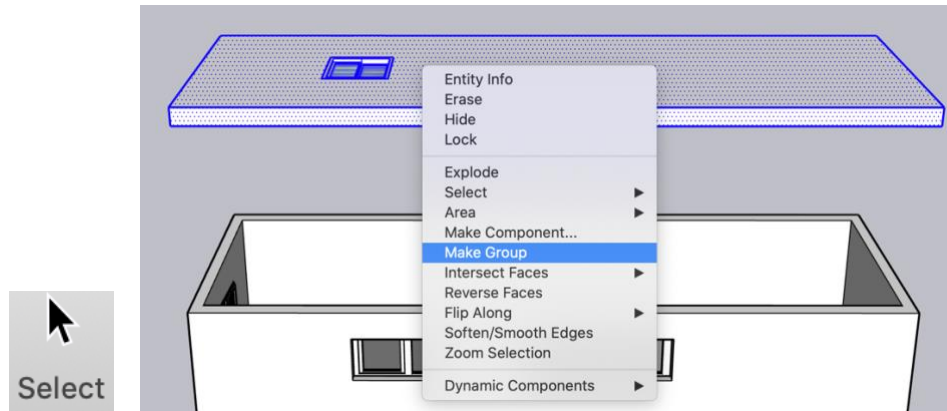 Select
Entity Info
Erase
Hide
Lock
Explode
Select
Area
Make Component...
Make Group
Intersect Faces
Reverse Faces
Flip Along
Soften/Smooth Edges
Zoom Selection
Dynamic Components